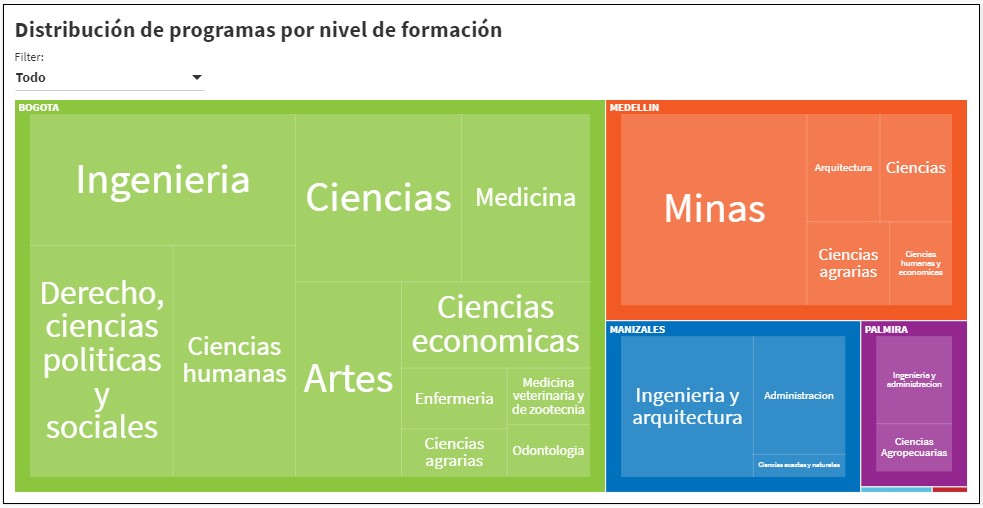 Distribución de programas por nivel de formación
Filter:
Todo
BOGOTA
Ingenieria
Ciencias
Medicina
Derecho,
ciencias
politicas
y
sociales
Ciencias
humanas
Artes
Ciencias
economicas
Enfermeria
Medicina
veterinaria y
de zootecnia
Ciencias
agrarias
Odontologia
MEDELLIN
Minas
Arquitectura
Ciencias
Ciencias
agrarias
Ciencias
humanas y
economicas
MANIZALES
Ingenieria y
arquitectura
Administracion
Ciencias exactas y naturales
PALMIRA
Ingenieria y
administracion
Ciencias
Agropecuarias